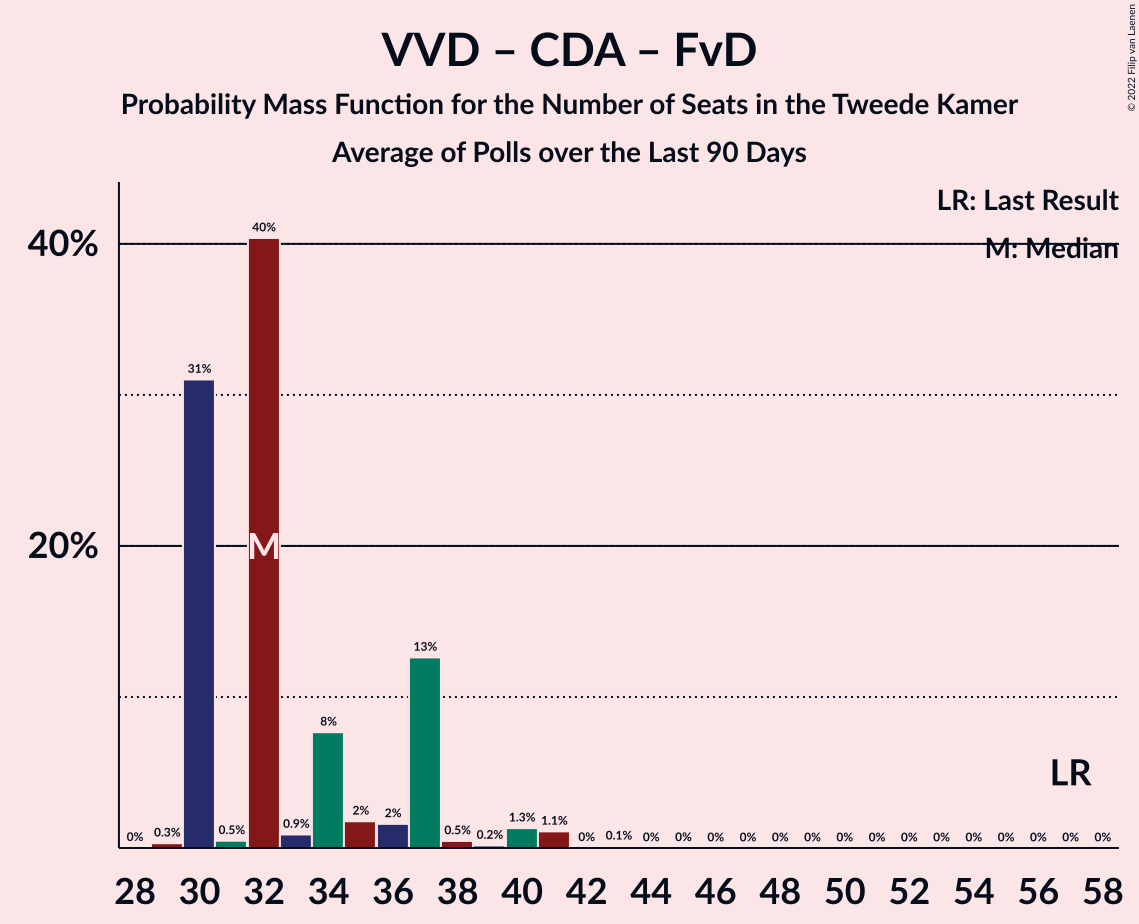 VVD – CDA – FvD
Probability Mass Function for the Number of Seats in the Tweede Kamer
Average of Polls over the Last 90 Days
© 2022 Filip van Laenen
LR: Last Result
M: Median
40%
20%
0% 0.3% 31% 0.5% 40% 0.9% 8% 2% 2% 13% 0.5% 0.2% 1.3% 1.1% 0% 0.1% 0% 0% 0% 0% 0% 0% 0% 0% 0% 0% 0% 0% 0% 0% 0%
M
LR
28 30 32 34 36 38 40 42 44 46 48 50 52 54 56 58